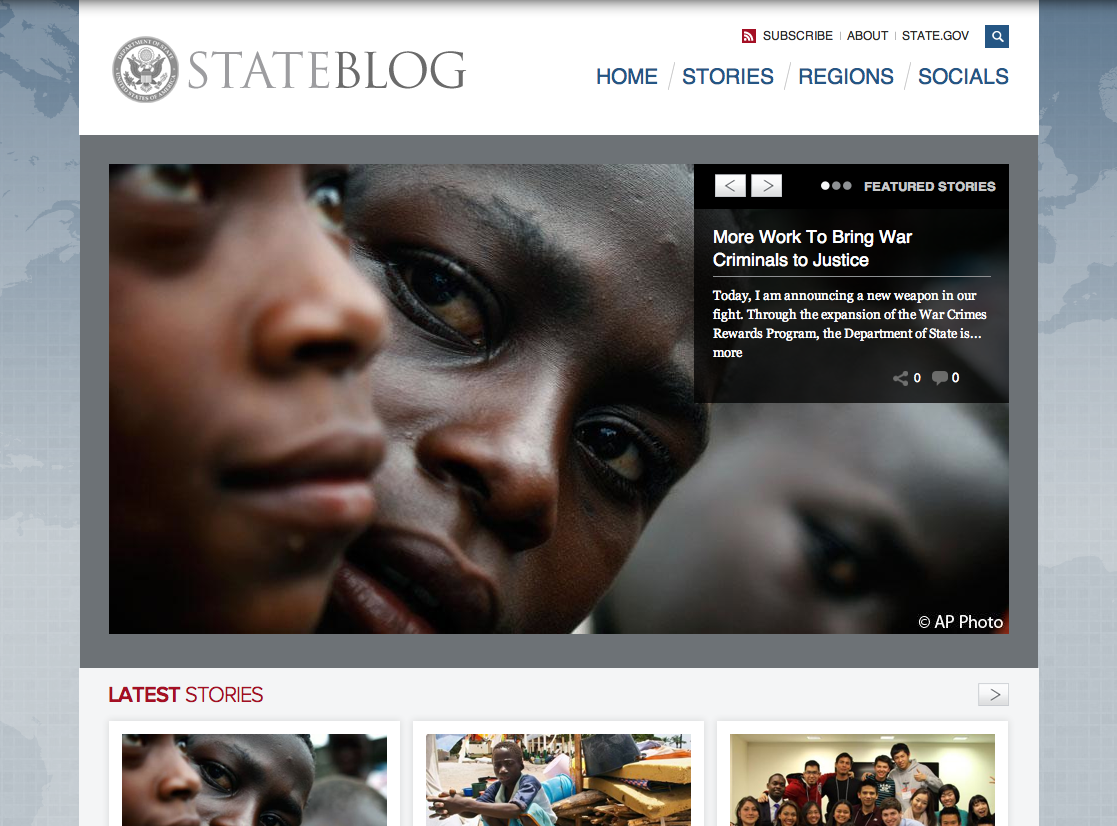 DEPARTMENT OF STATE
UNITED STATES OF AMERICA
STATEBLOG
SUBSCRIBE | ABOUT | STATE.GOV
HOME / STORIES / REGIONS / SOCIALS
< > FEATURED STORIES
More Work To Bring War
Criminals to Justice
Today, I am announcing a new weapon in our
fight. Through the expansion of the War Crimes
Rewards Program, the Department of State is...
more
0 0
© AP Photo
LATEST STORIES >